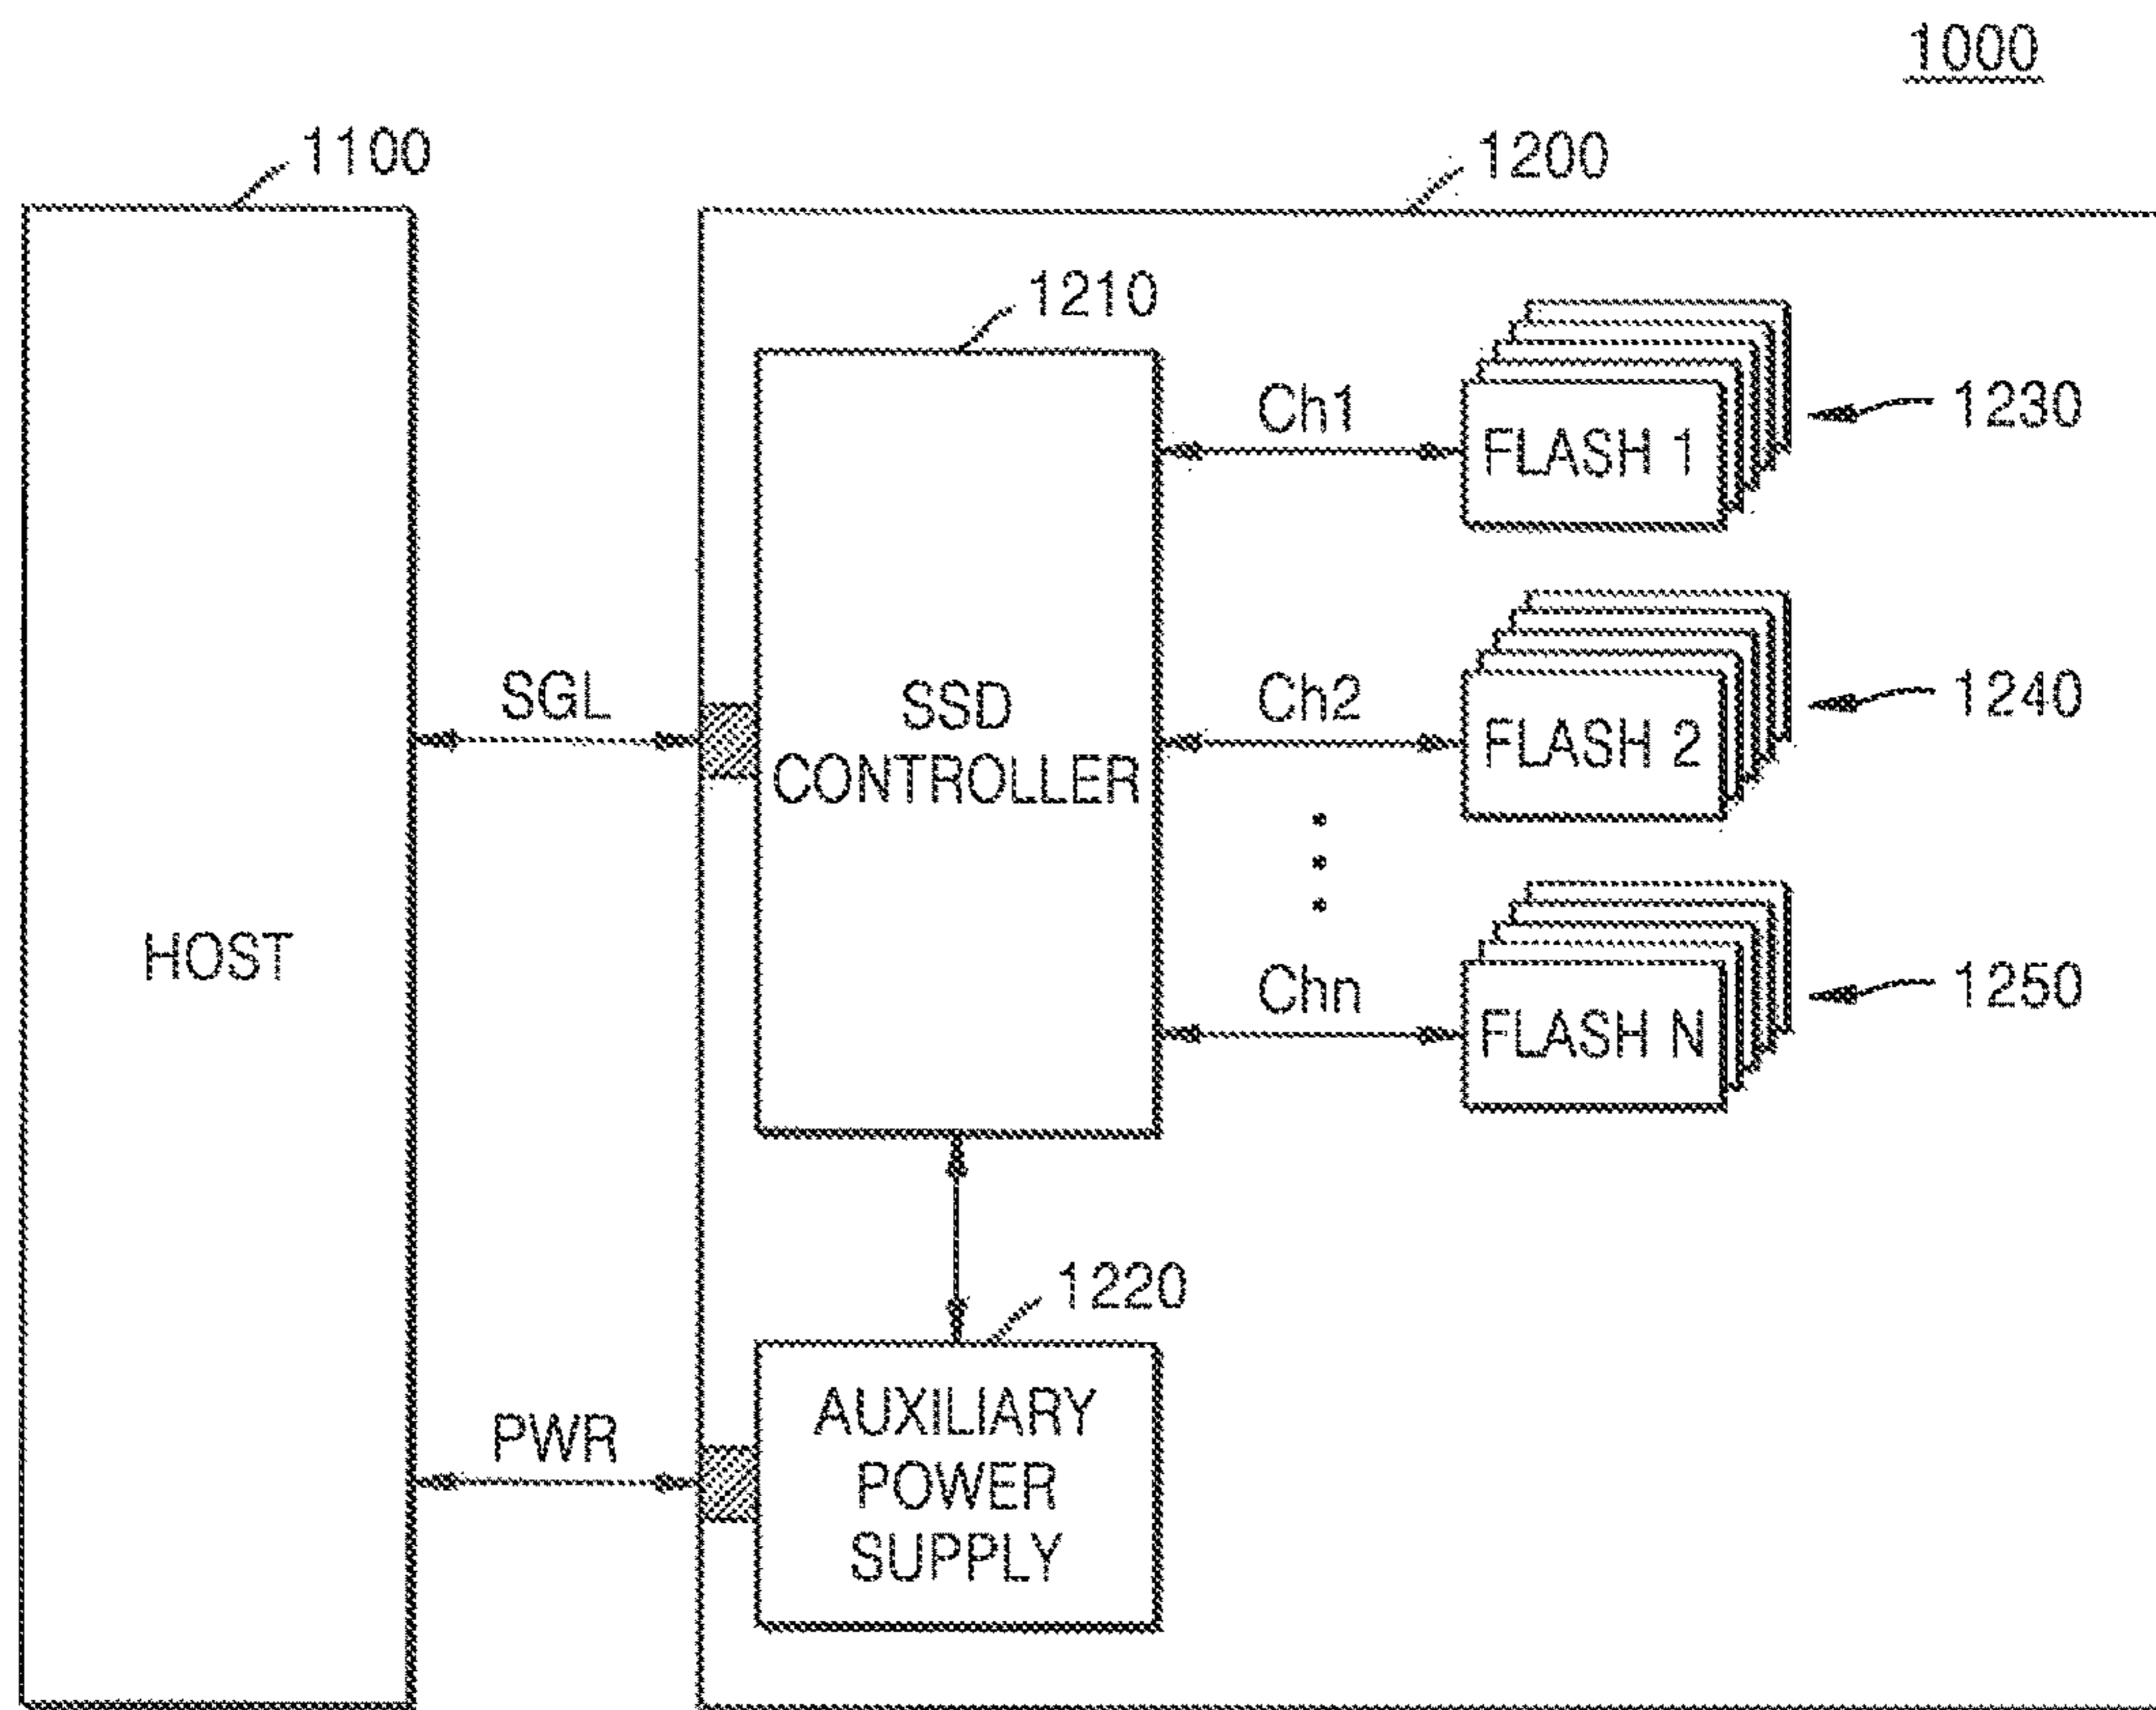 1000
1100
1200
1210
Ch1
FLASH 1
1230
SGL
SSD
CONTROLLER
Ch2
FLASH 2
1240
HOST
Chn
FLASH N
1250
1220
PWR
AUXILIARY
POWER
SUPPLY